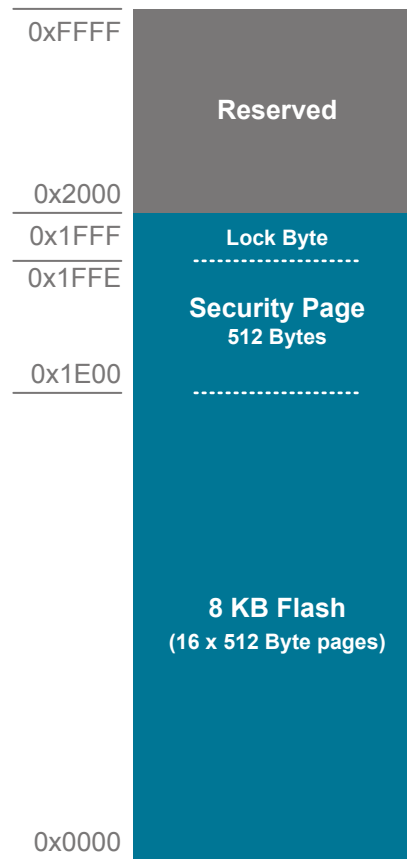 0xFFFF
Reserved
0x2000
0x1FFF
Lock Byte
0x1FFE
Security Page
512 Bytes
0x1E00
8 KB Flash
(16 x 512 Byte pages)
0x0000